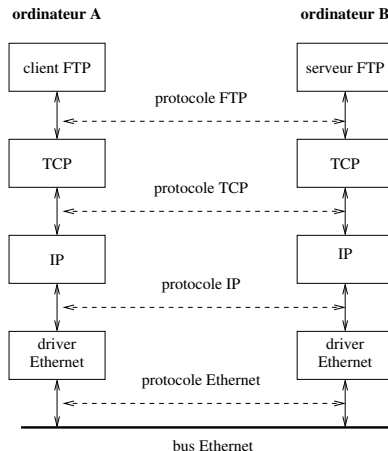 ordinateur A
ordinateur B
client FTP
serveur FTP
protocole FTP
TCP
TCP
protocole TCP
IP
IP
protocole IP
driver
Ethernet
driver
Ethernet
protocole Ethernet
bus Ethernet